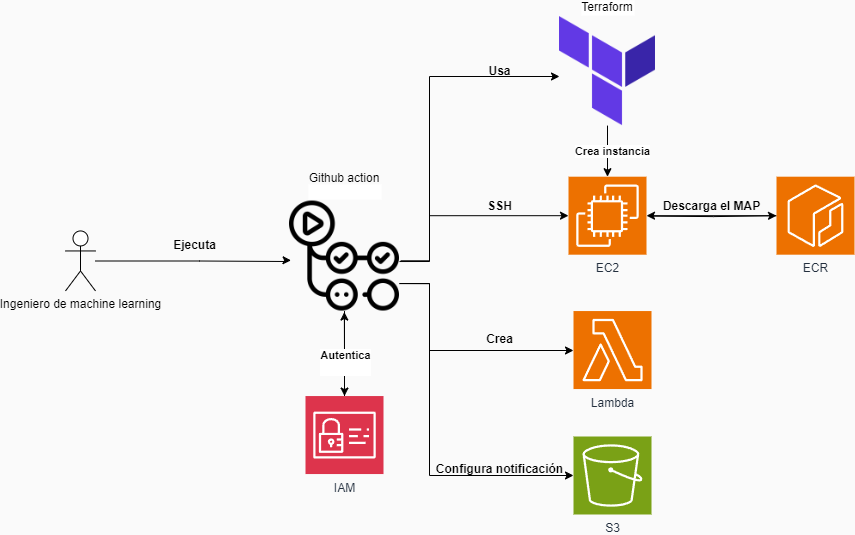 Terraform
Usa
Crea instancia
Github action
SSH
Descarga el MAP
Ejecuta
EC2
ECR
Ingeniero de machine learning
Crea
Autentica
Lambda
Configura notificación
IAM
S3